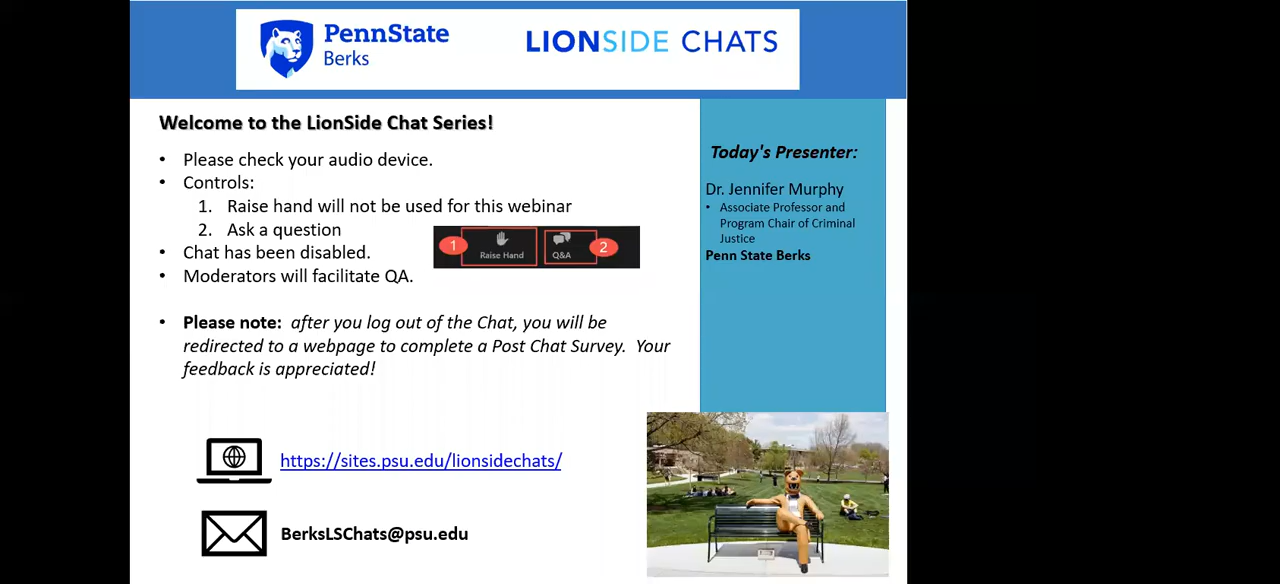 PennState
Berks
LIONSIDE CHATS
Welcome to the LionSide Chat Series!
• Please check your audio device.
• Controls:
1. Raise hand will not be used for this webinar
2. Ask a question
1 Raise Hand Q&A 2
• Chat has been disabled.
• Moderators will facilitate QA.
• Please note: after you log out of the Chat, you will be
redirected to a webpage to complete a Post Chat Survey. Your
feedback is appreciated!
https://sites.psu.edu/lionsidechats/
BerksLSChats@psu.edu
Today's Presenter:
Dr. Jennifer Murphy
• Associate Professor and
Program Chair of Criminal
Justice
Penn State Berks